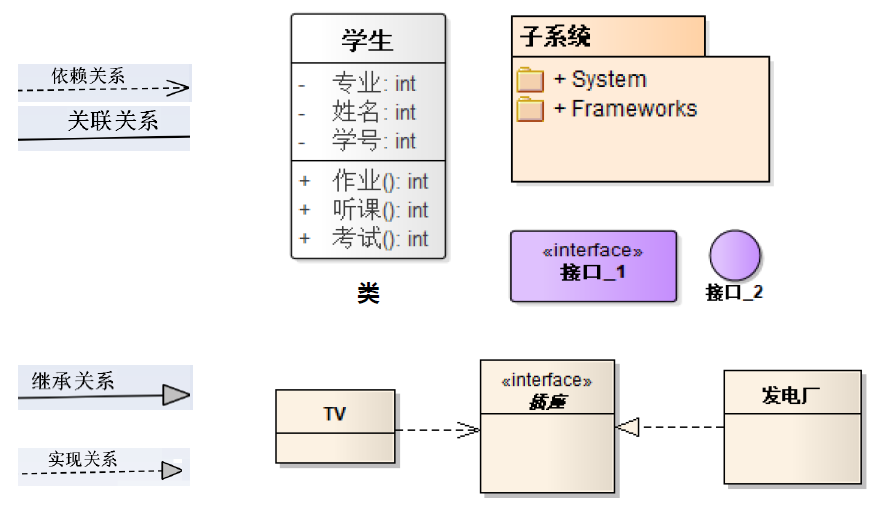 依赖关系
关联关系
学生
- 专业: int
- 姓名: int
- 学号: int
+ 作业(): int
+ 听课(): int
+ 考试(): int
类
子系统
+ System
+ Frameworks
«interface»
接口_1
接口_2
继承关系
实现关系
TV
«interface»
插座
发电厂